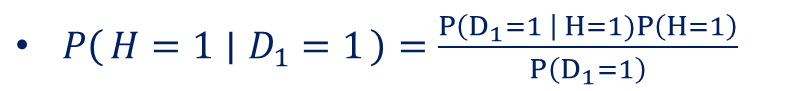 • P( H = 1 | D₁ = 1 ) = P(D₁=1 | H=1)P(H=1) / P(D₁=1)